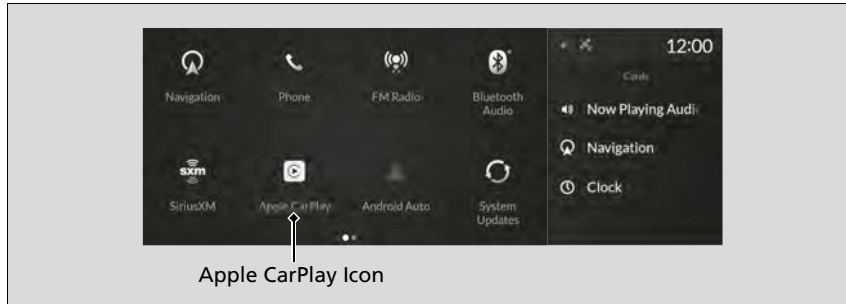 12:00
Cards
Navigation
Phone
FM Radio
Bluetooth
Audio
Now Playing Audi
Navigation
Clock
sxm
SiriusXM
Apple CarPlay
Android Auto
System
Updates
Apple CarPlay Icon